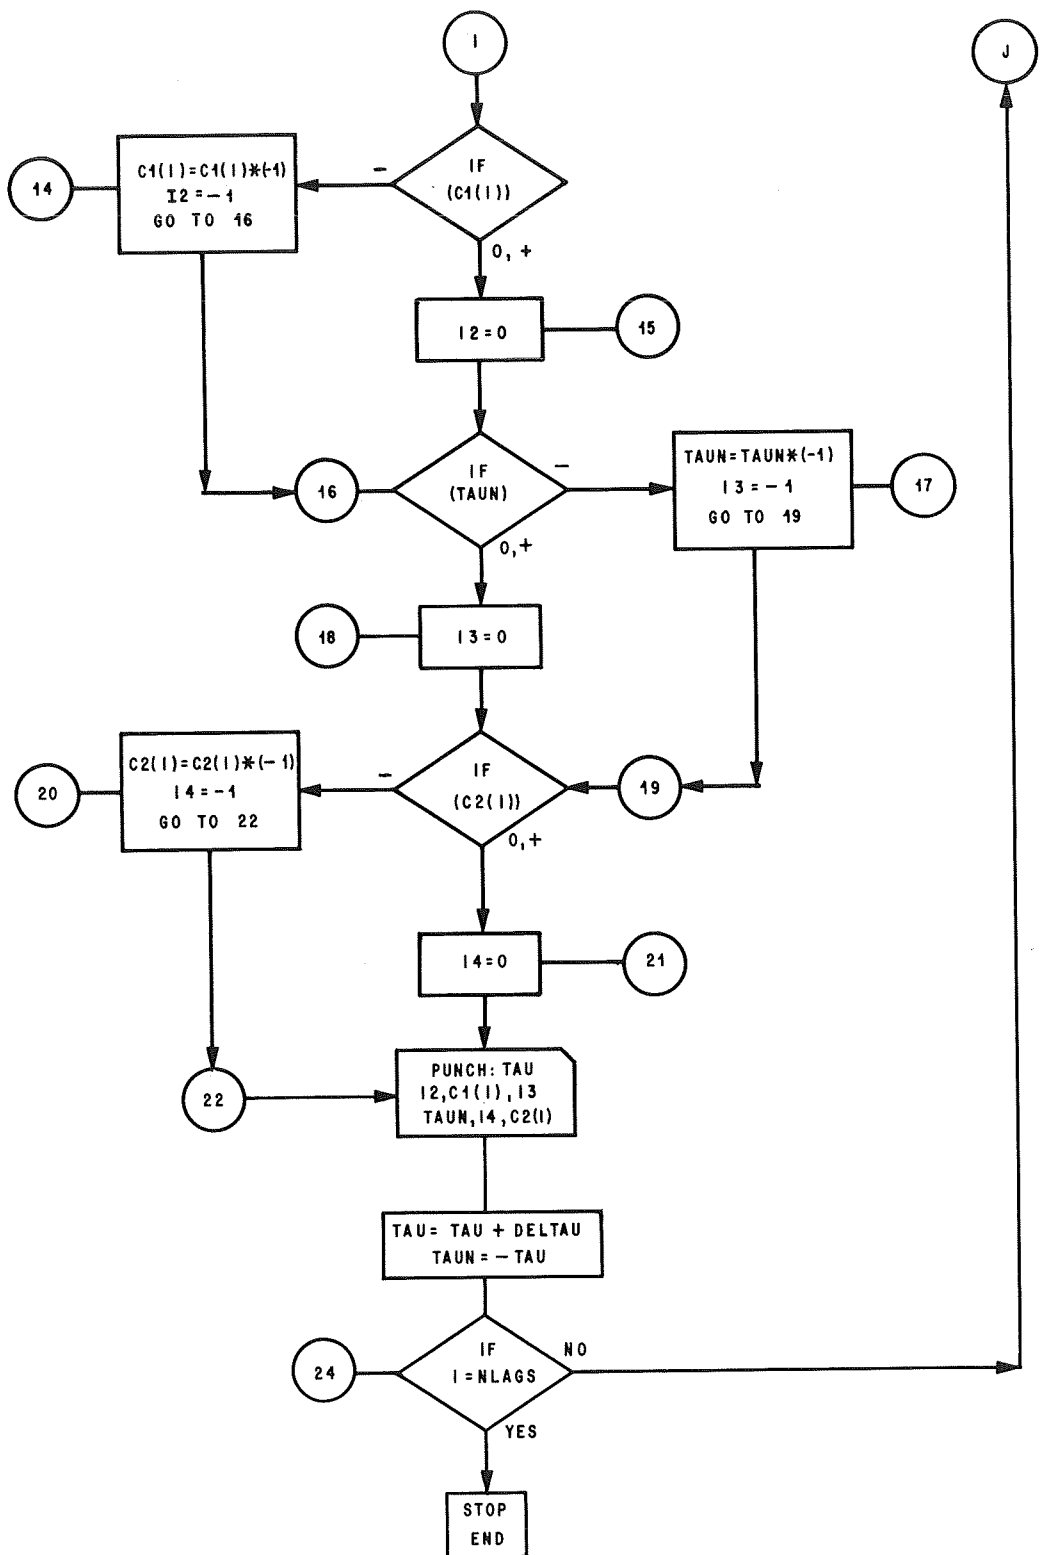 I
J
IF
(C1(I))
-
0, +
14
C1(I)=C1(I)*(-1)
I2=-1
GO TO 16
I2=0
15
16
IF
(TAUN)
-
0,+
TAUN=TAUN*(-1)
I3=-1
GO TO 19
17
18
I3=0
20
C2(I)=C2(I)*(-1)
I4=-1
GO TO 22
-
IF
(C2(I))
0,+
19
I4=0
21
22
PUNCH: TAU
I2,C1(I),I3
TAUN,I4,C2(I)
TAU= TAU + DELTAU
TAUN=-TAU
24
IF
I=NLAGS
NO
YES
STOP
END